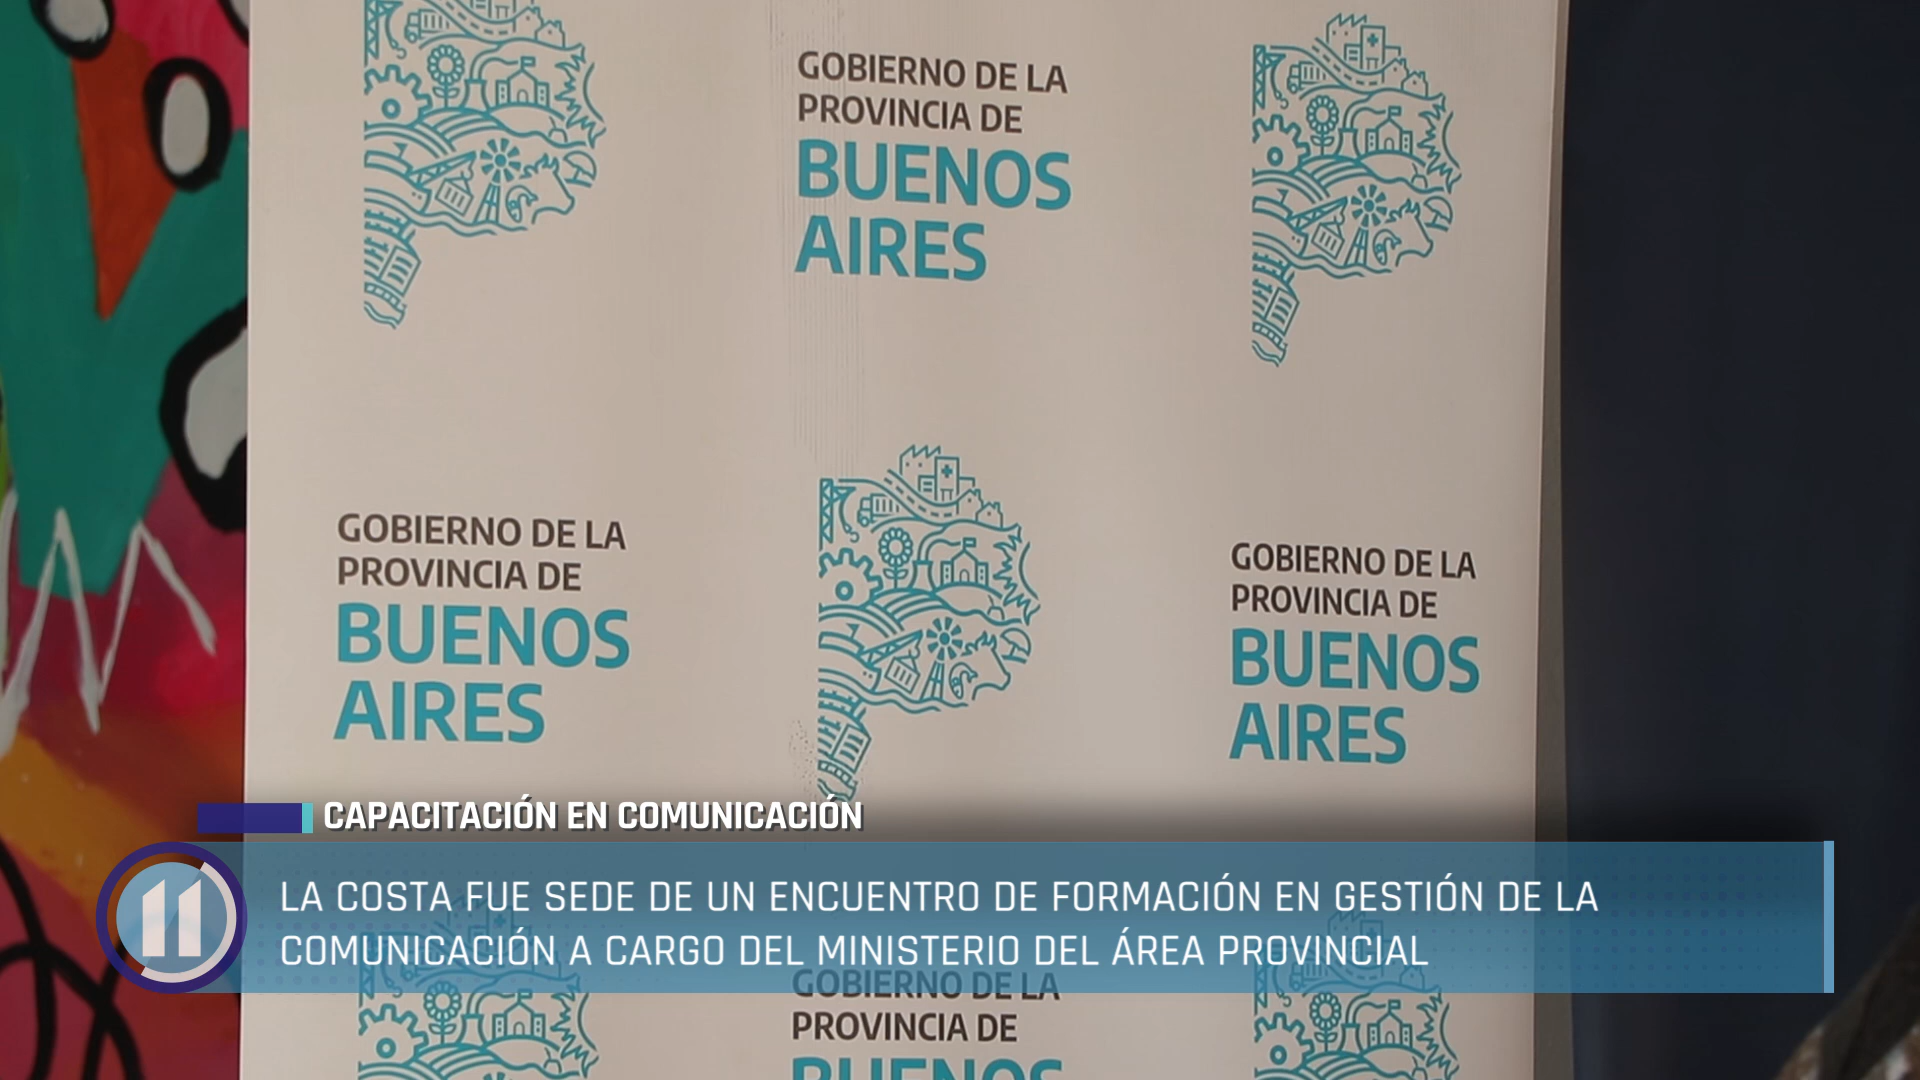 GOBIERNO DE LA
PROVINCIA DE
BUENOS
AIRES
GOBIERNO DE LA
PROVINCIA DE
BUENOS
AIRES
GOBIERNO DE LA
PROVINCIA DE
BUENOS
AIRES
CAPACITACIÓN EN COMUNICACIÓN
11
LA COSTA FUE SEDE DE UN ENCUENTRO DE FORMACIÓN EN GESTIÓN DE LA
COMUNICACIÓN A CARGO DEL MINISTERIO DEL ÁREA PROVINCIAL
GOBIERNO DE LA
PROVINCIA DE
BUENOS